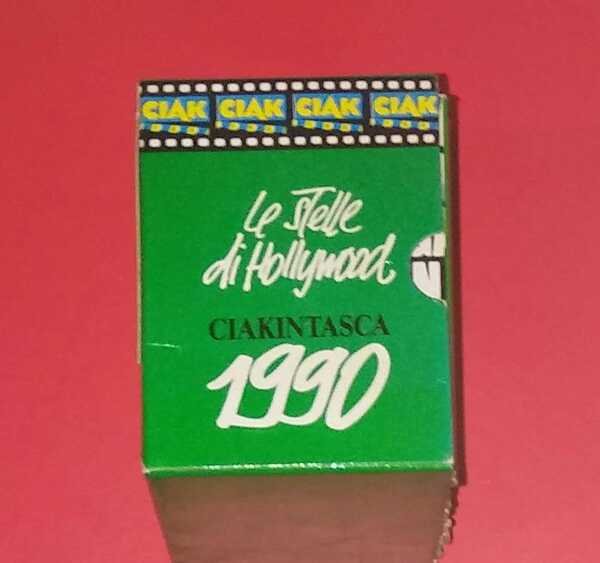 CIAK CIAK CIAK CIAK
Le stelle
di Hollywood
CIAKINTASCA
1990